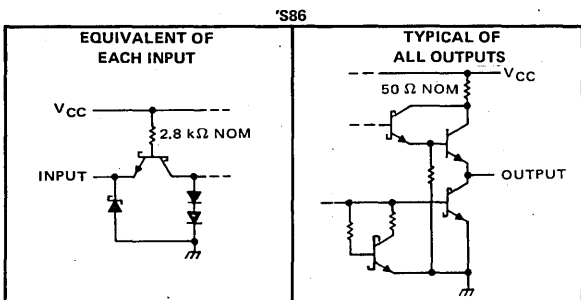 'S86
EQUIVALENT OF
EACH INPUT
VCC
2.8 kΩ NOM
INPUT
TYPICAL OF
ALL OUTPUTS
VCC
50 Ω NOM
OUTPUT